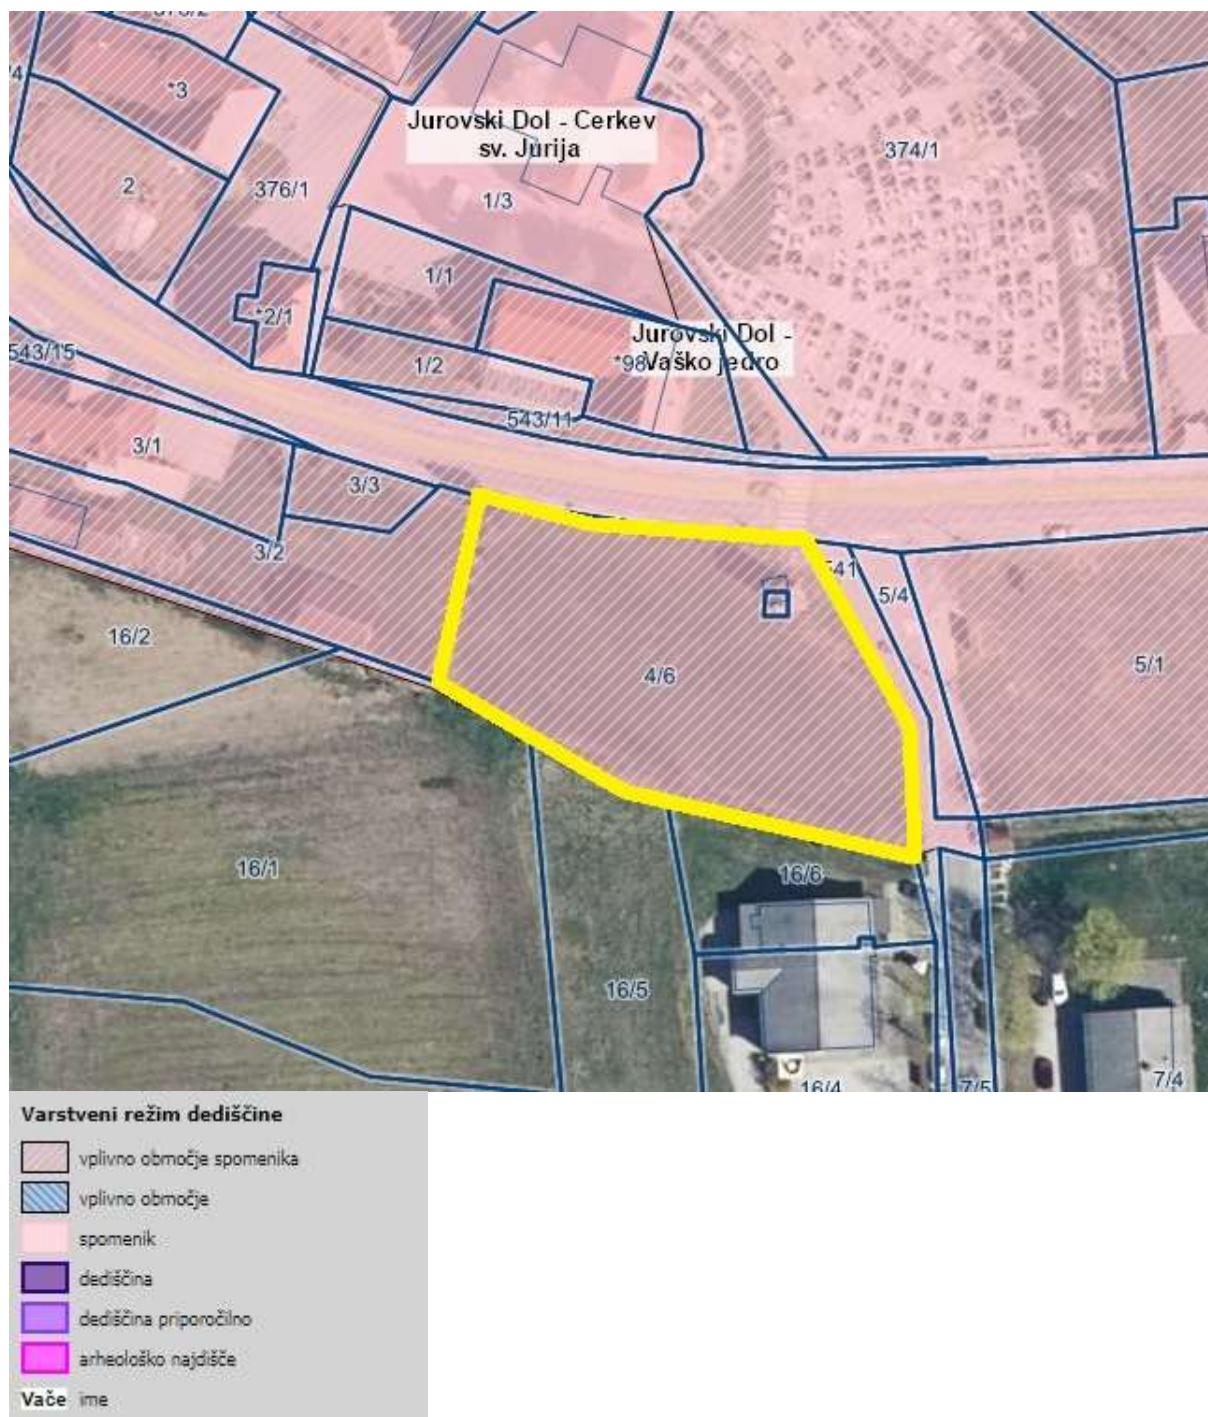 378/2
/4
*3
Jurovski Dol - Cerkev
sv. Jurija
374/1
2
376/1
1/3
1/1
*2/1
Jurovski Dol -
Vaško jedro
*98
543/15
1/2
543/11
3/1
3/3
3/2
541
5/4
16/2
4/6
5/1
16/1
16/6
16/5
16/4
7/5
7/4
Varstveni režim dediščine
vplivno območje spomenika
vplivno območje
spomenik
dediščina
dediščina priporočilno
arheološko najdišče
Vače ime